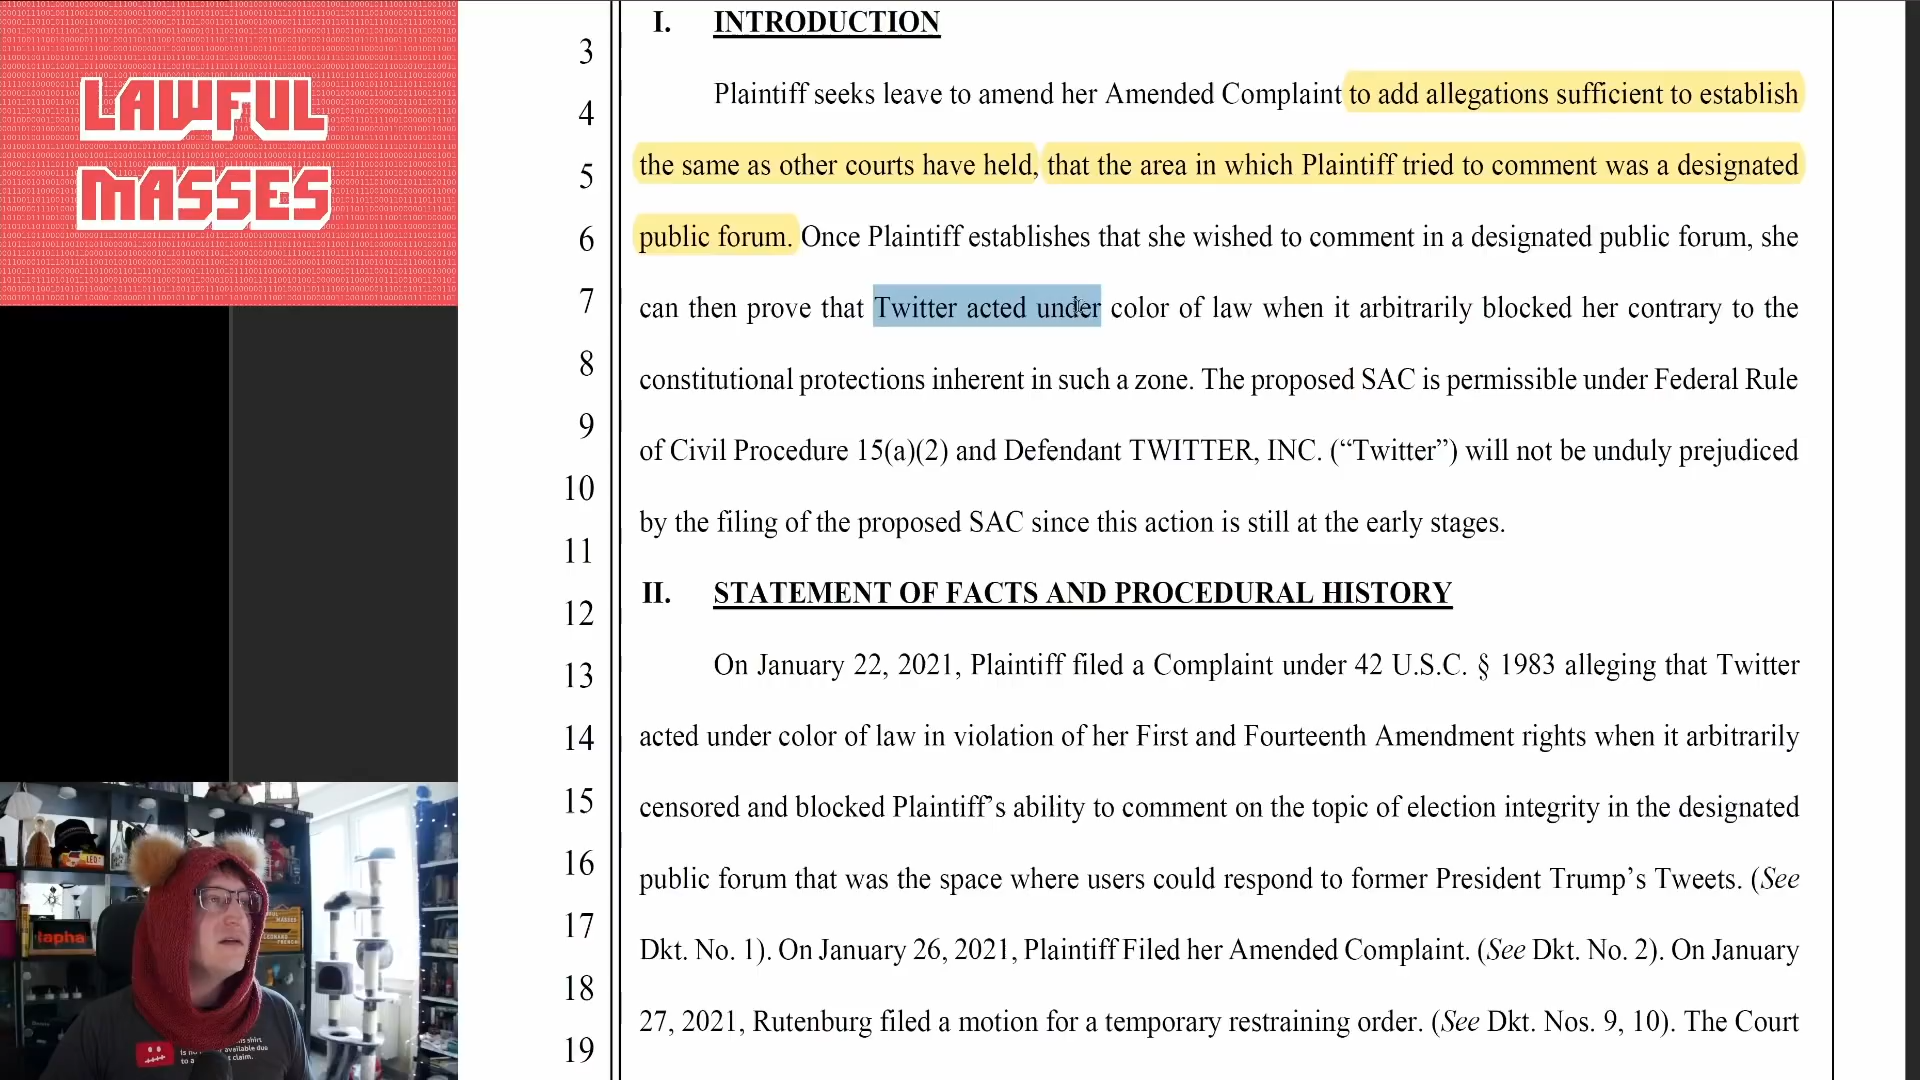 LAWFUL
MASSES
I. INTRODUCTION
3
Plaintiff seeks leave to amend her Amended Complaint to add allegations sufficient to establish
4
the same as other courts have held, that the area in which Plaintiff tried to comment was a designated
5
public forum. Once Plaintiff establishes that she wished to comment in a designated public forum, she
6
can then prove that Twitter acted under color of law when it arbitrarily blocked her contrary to the
7
constitutional protections inherent in such a zone. The proposed SAC is permissible under Federal Rule
8
of Civil Procedure 15(a)(2) and Defendant TWITTER, INC. (“Twitter”) will not be unduly prejudiced
9
by the filing of the proposed SAC since this action is still at the early stages.
10
11
II. STATEMENT OF FACTS AND PROCEDURAL HISTORY
12
On January 22, 2021, Plaintiff filed a Complaint under 42 U.S.C. § 1983 alleging that Twitter
13
acted under color of law in violation of her First and Fourteenth Amendment rights when it arbitrarily
14
censored and blocked Plaintiff’s ability to comment on the topic of election integrity in the designated
15
public forum that was the space where users could respond to former President Trump’s Tweets. (See
16
Dkt. No. 1). On January 26, 2021, Plaintiff Filed her Amended Complaint. (See Dkt. No. 2). On January
17
27, 2021, Rutenburg filed a motion for a temporary restraining order. (See Dkt. Nos. 9, 10). The Court
18
19
LED
tapha
MASSES
LEONARD FRENCH
shirt
available due
claim.